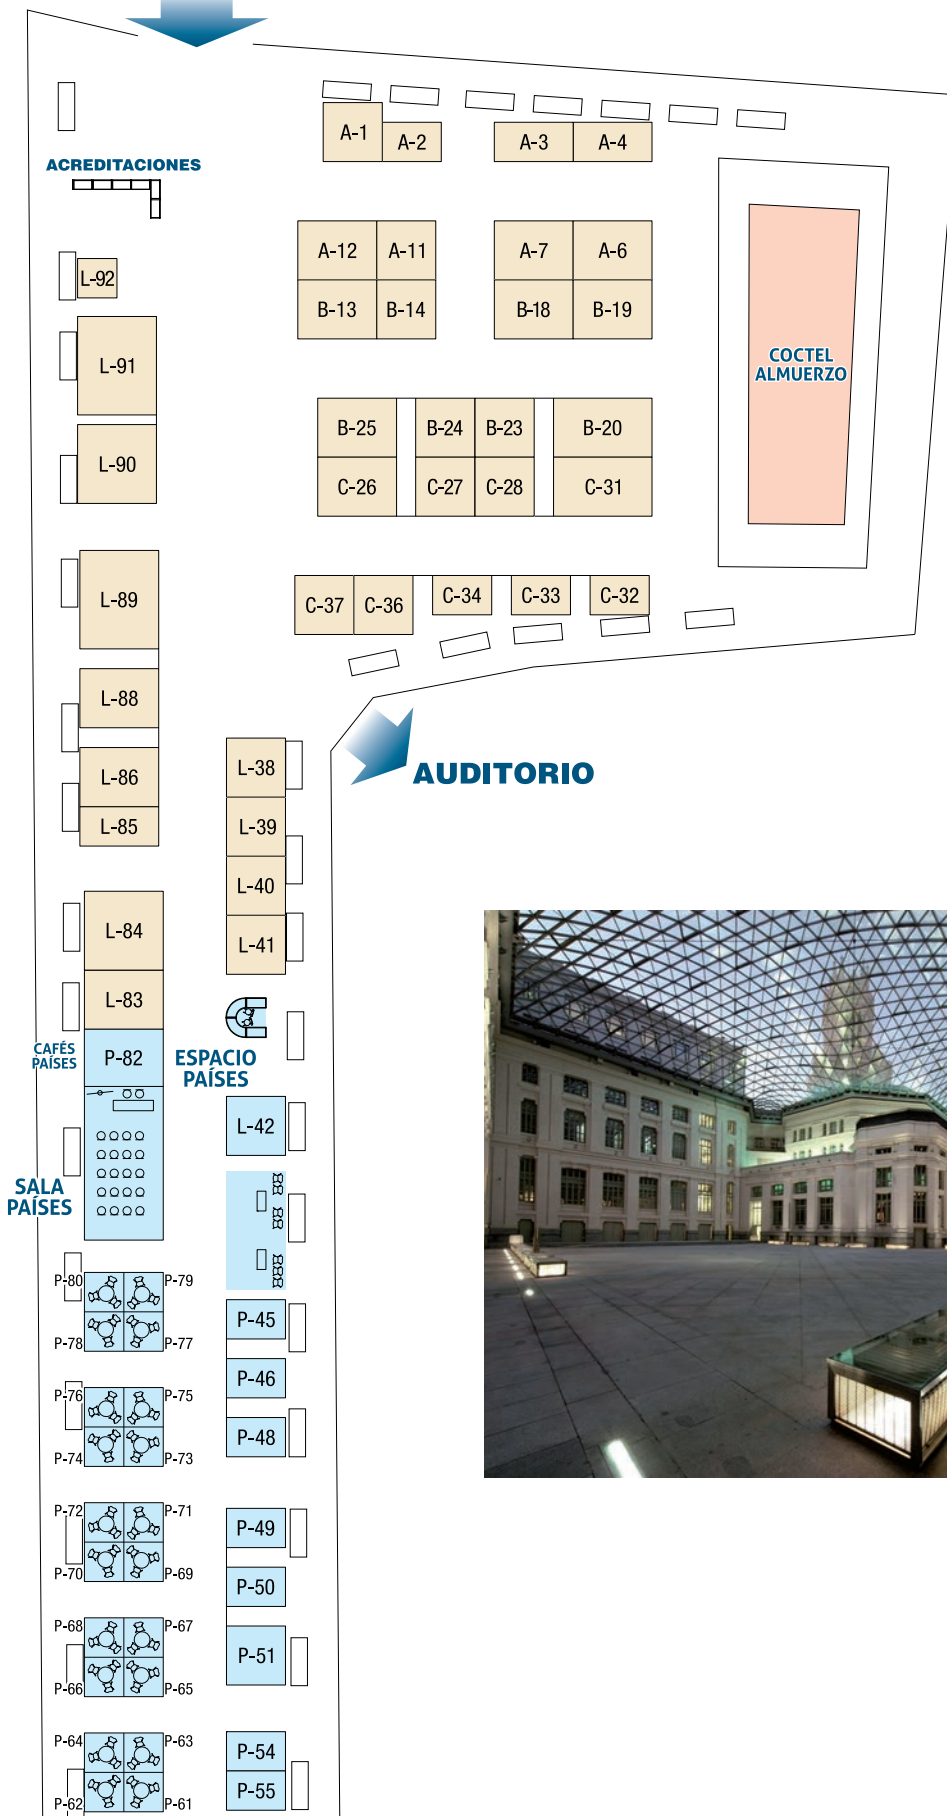 ACREDITACIONES
A-1
A-2
A-3
A-4
A-12
A-11
A-7
A-6
B-13
B-14
B-18
B-19
L-92
L-91
L-90
COCTEL
ALMUERZO
B-25
B-24
B-23
B-20
C-26
C-27
C-28
C-31
C-37
C-36
C-34
C-33
C-32
L-89
L-88
L-86
L-85
L-38
L-39
L-40
L-41
AUDITORIO
L-84
L-83
CAFÉS
PAÍSES
P-82
ESPACIO
PAÍSES
L-42
SALA
PAÍSES
P-80
P-79
P-78
P-77
P-45
P-46
P-48
P-76
P-75
P-74
P-73
P-72
P-71
P-70
P-69
P-49
P-50
P-51
P-68
P-67
P-66
P-65
P-64
P-63
P-62
P-61
P-54
P-55